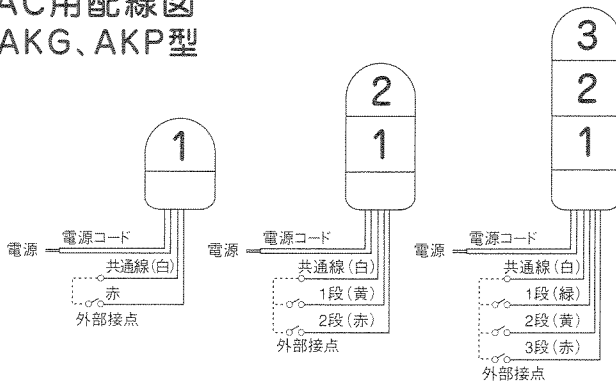 AC用配線図
AKG、AKP型
1
電源
電源コード
共通線(白)
赤
外部接点
2
1
電源
電源コード
共通線(白)
1段(黄)
2段(赤)
外部接点
3
2
1
電源
電源コード
共通線(白)
1段(緑)
2段(黄)
3段(赤)
外部接点